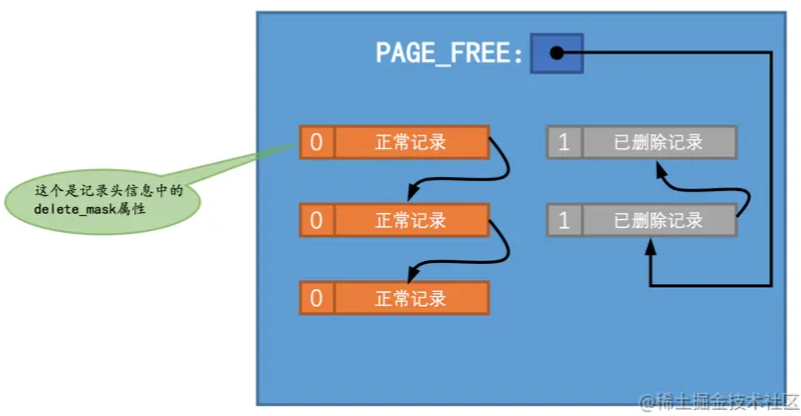 PAGE_FREE:
0 正常记录
1 已删除记录
这个是记录头信息中的
delete_mask属性
0 正常记录
1 已删除记录
0 正常记录
@稀土掘金技术社区